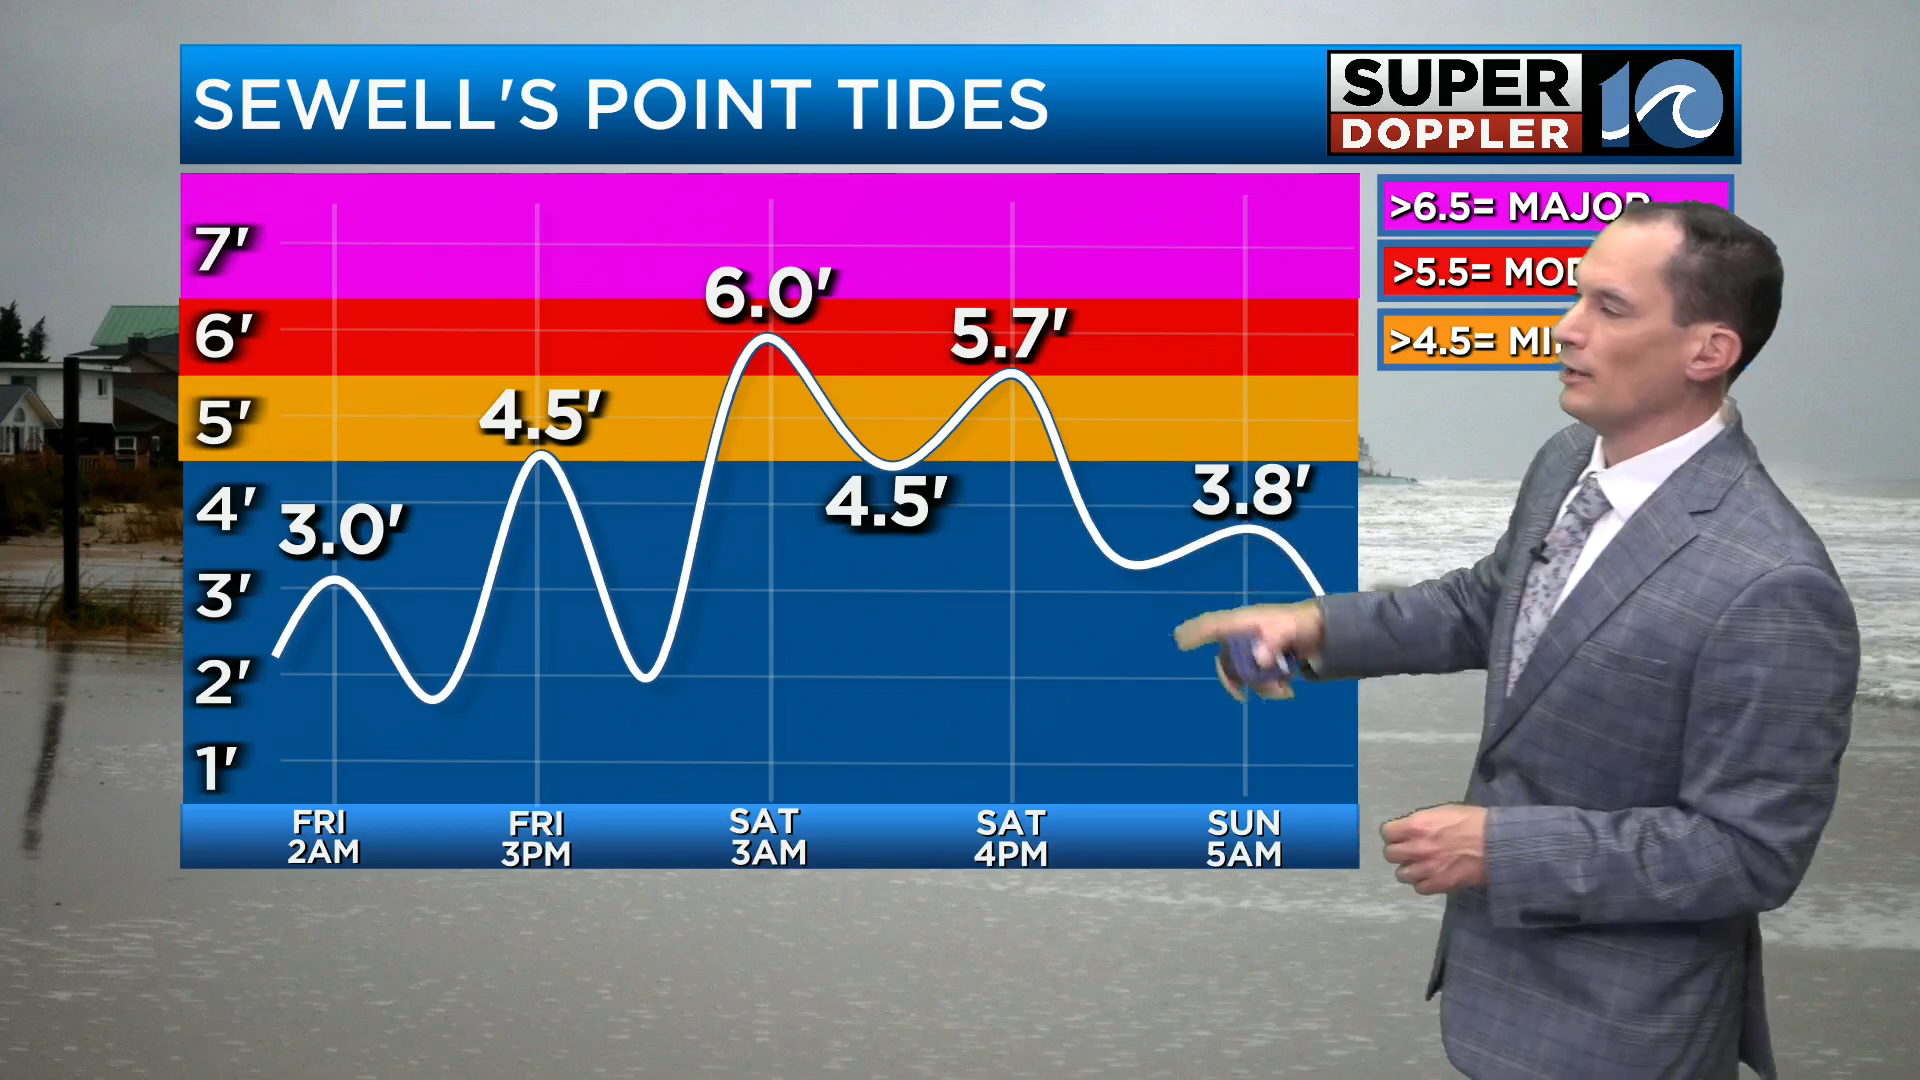 SEWELL'S POINT TIDES
SUPER
DOPPLER 10
>6.5= MAJOR
>5.5= MOD
>4.5= MI
7'
6'
5'
4'
3'
2'
1'
3.0'
4.5'
6.0'
4.5'
5.7'
3.8'
FRI
2AM
FRI
3PM
SAT
3AM
SAT
4PM
SUN
5AM